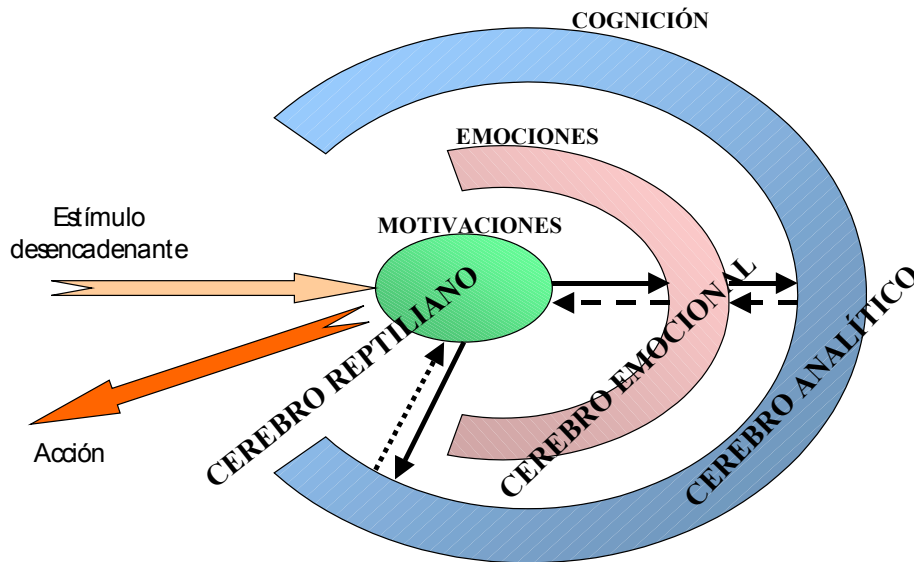 COGNICIÓN
EMOCIONES
MOTIVACIONES
Estímulo
desencadenante
Acción
CEREBRO REPTILIANO
CEREBRO EMOCIONAL
CEREBRO ANALÍTICO